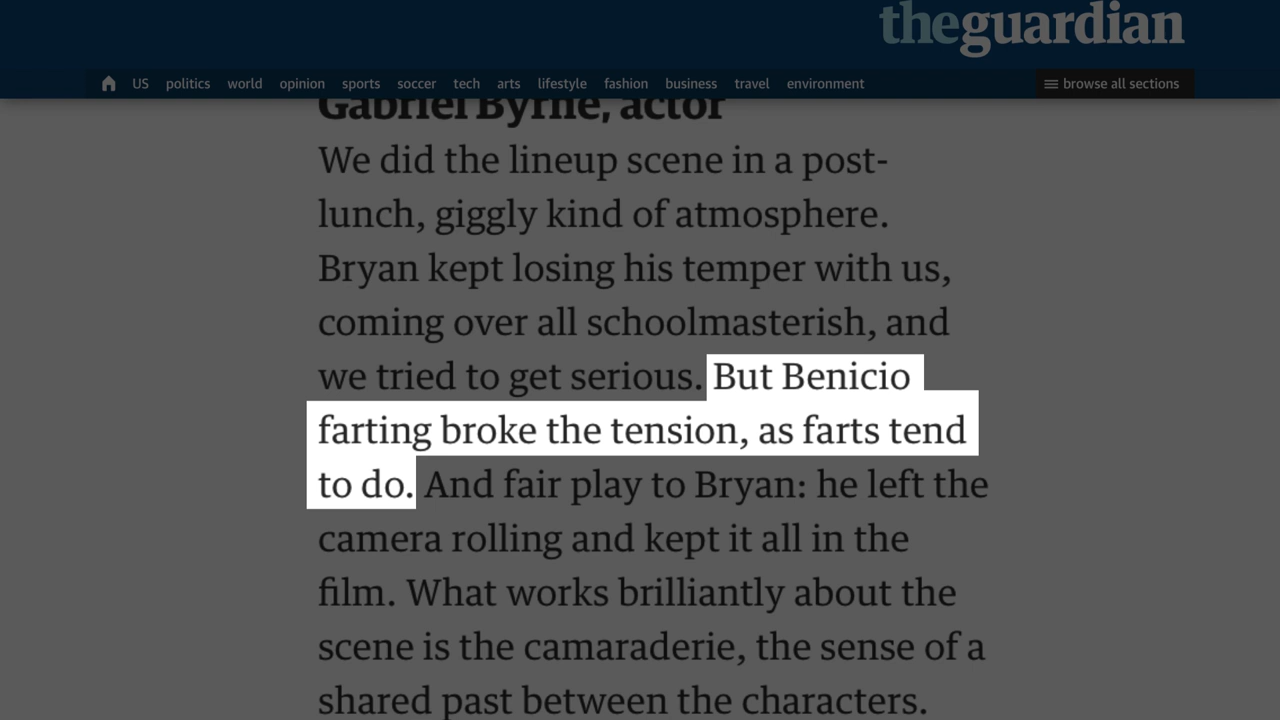 theguardian
US politics world opinion sports soccer tech arts lifestyle fashion business travel environment browse all sections
Gabriel Byrne, actor
We did the lineup scene in a post-
lunch, giggly kind of atmosphere.
Bryan kept losing his temper with us,
coming over all schoolmasterish, and
we tried to get serious. But Benicio
farting broke the tension, as farts tend
to do. And fair play to Bryan: he left the
camera rolling and kept it all in the
film. What works brilliantly about the
scene is the camaraderie, the sense of a
shared past between the characters.